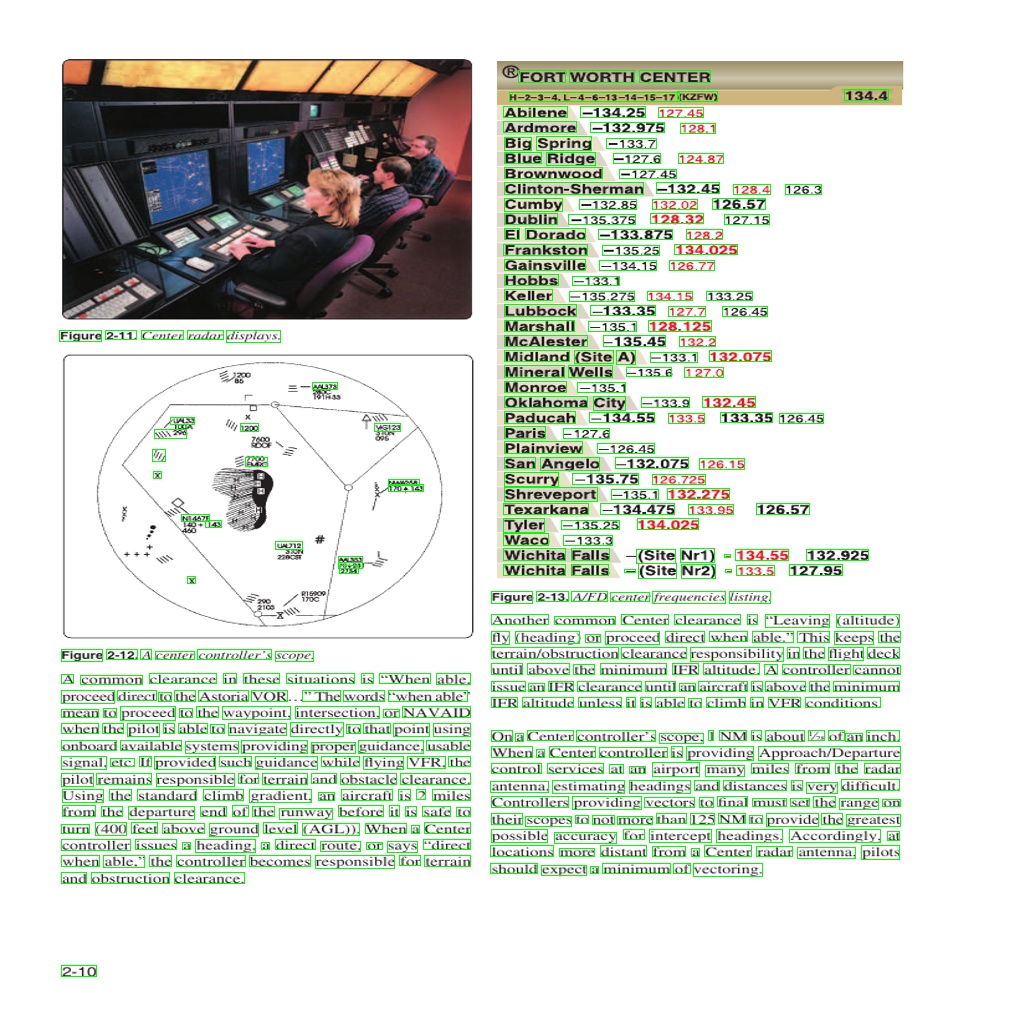 Figure 2-11. Center radar displays.
1200
85
AAL373
280C
191H-33
UAL33
100A
296
1200
7600
RDOF
VIG123
310N
095
7700
EMRG
H
H
H
H
N1467F
140 + 143
460
170 + 143
UAL712
310N
228CST
AAL353
2734
290
2103
R15909
170C
Figure 2-12. A center controller's scope.
A common clearance in these situations is “When able,
proceed direct to the Astoria VOR…” The words “when able”
mean to proceed to the waypoint, intersection, or NAVAID
when the pilot is able to navigate directly to that point using
onboard available systems providing proper guidance, usable
signal, etc. If provided such guidance while flying VFR, the
pilot remains responsible for terrain and obstacle clearance.
Using the standard climb gradient, an aircraft is 2 miles
from the departure end of the runway before it is safe to
turn (400 feet above ground level (AGL)). When a Center
controller issues a heading, a direct route, or says “direct
when able,” the controller becomes responsible for terrain
and obstruction clearance.
® FORT WORTH CENTER
H–2–3–4, L–4–6–13–14–15–17 (KZFW) 134.4
Abilene –134.25 127.45
Ardmore –132.975 128.1
Big Spring –133.7
Blue Ridge –127.6 124.87
Brownwood –127.45
Clinton-Sherman –132.45 128.4 126.3
Cumby –132.85 132.02 126.57
Dublin –135.375 128.32 127.15
El Dorado –133.875 128.2
Frankston –135.25 134.025
Gainsville –134.15 126.77
Hobbs –133.1
Keller –135.275 134.15 133.25
Lubbock –133.35 127.7 126.45
Marshall –135.1 128.125
McAlester –135.45 132.2
Midland (Site A) –133.1 132.075
Mineral Wells –135.6 127.0
Monroe –135.1
Oklahoma City –133.9 132.45
Paducah –134.55 133.5 133.35 126.45
Paris –127.6
Plainview –126.45
San Angelo –132.075 126.15
Scurry –135.75 126.725
Shreveport –135.1 132.275
Texarkana –134.475 133.95 126.57
Tyler –135.25 134.025
Waco –133.3
Wichita Falls –(Site Nr1) – 134.55 132.925
Wichita Falls – (Site Nr2) – 133.5 127.95
Figure 2-13. A/FD center frequencies listing.
Another common Center clearance is “Leaving (altitude)
fly (heading) or proceed direct when able.” This keeps the
terrain/obstruction clearance responsibility in the flight deck
until above the minimum IFR altitude. A controller cannot
issue an IFR clearance until an aircraft is above the minimum
IFR altitude unless it is able to climb in VFR conditions.
On a Center controller's scope, 1 NM is about 1⁄28 of an inch.
When a Center controller is providing Approach/Departure
control services at an airport many miles from the radar
antenna, estimating headings and distances is very difficult.
Controllers providing vectors to final must set the range on
their scopes to not more than 125 NM to provide the greatest
possible accuracy for intercept headings. Accordingly, at
locations more distant from a Center radar antenna, pilots
should expect a minimum of vectoring.
2-10